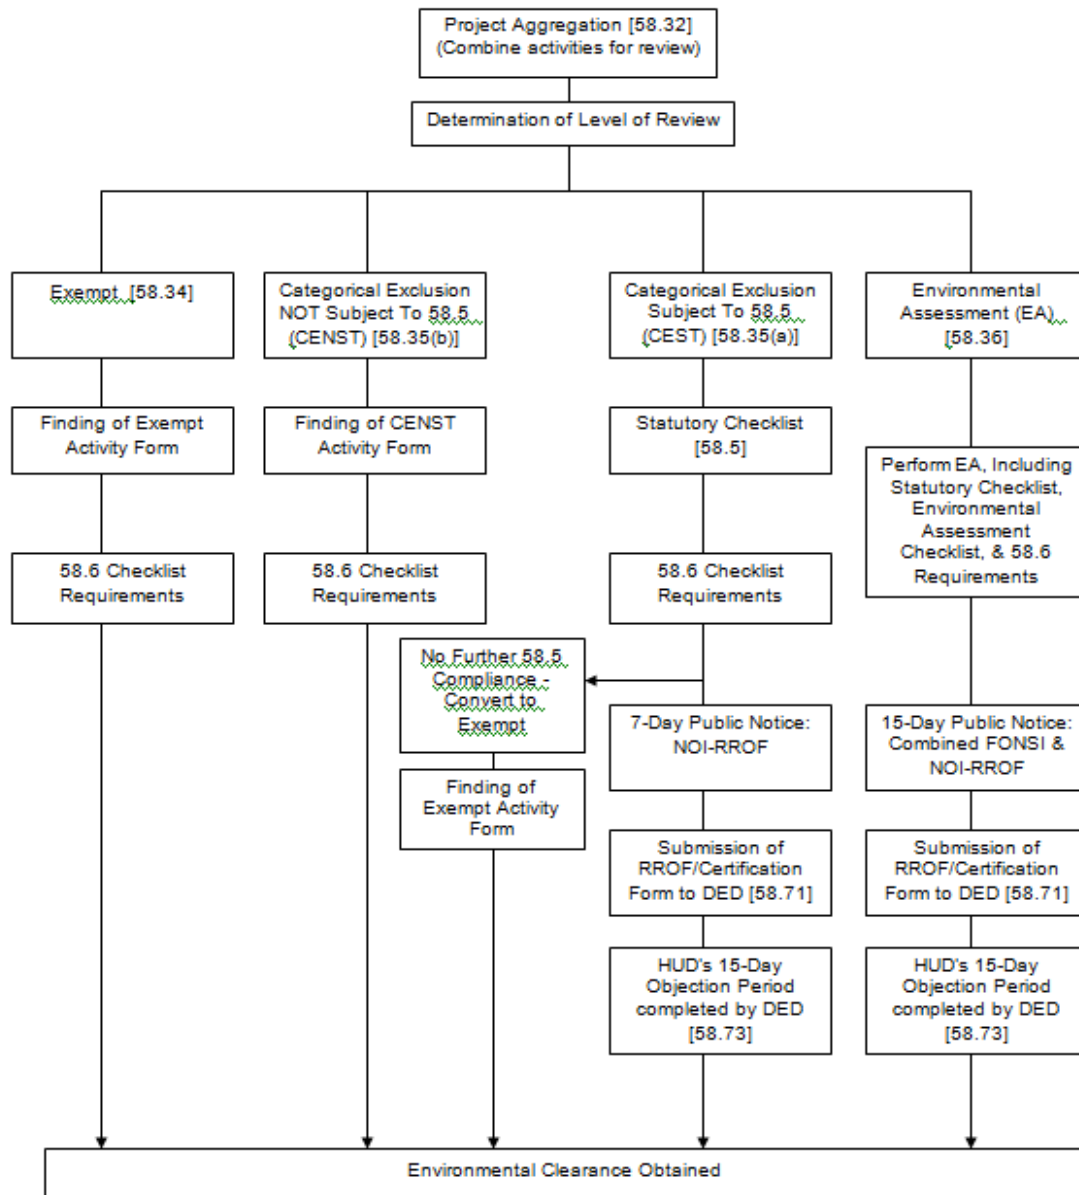 Project Aggregation [58.32]
(Combine activities for review)
Determination of Level of Review
Exempt [58.34]
Categorical Exclusion
NOT Subject To 58.5
(CENST) [58.35(b)]
Categorical Exclusion
Subject To 58.5
(CEST) [58.35(a)]
Environmental
Assessment (EA)
[58.36]
Finding of Exempt
Activity Form
Finding of CENST
Activity Form
Statutory Checklist
[58.5]
Perform EA, Including
Statutory Checklist,
Environmental
Assessment
Checklist, & 58.6
Requirements
58.6 Checklist
Requirements
58.6 Checklist
Requirements
58.6 Checklist
Requirements
No Further 58.5
Compliance -
Convert to
Exempt
7-Day Public Notice:
NOI-RROF
15-Day Public Notice:
Combined FONSI &
NOI-RROF
Finding of
Exempt Activity
Form
Submission of
RROF/Certification
Form to DED [58.71]
Submission of
RROF/Certification
Form to DED [58.71]
HUD's 15-Day
Objection Period
completed by DED
[58.73]
HUD's 15-Day
Objection Period
completed by DED
[58.73]
Environmental Clearance Obtained